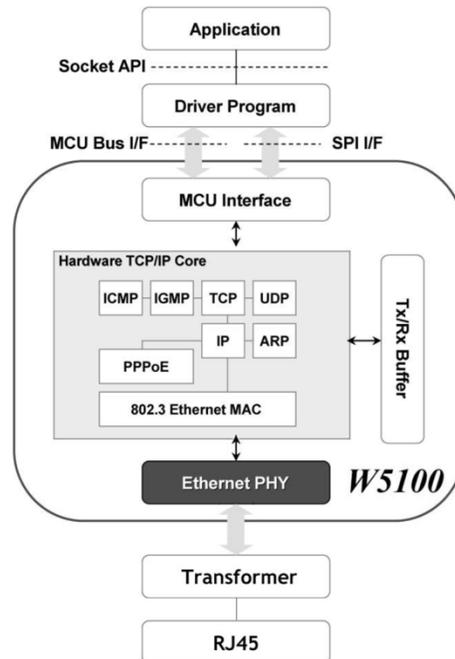 Application
Socket API
Driver Program
MCU Bus I/F
SPI I/F
MCU Interface
Hardware TCP/IP Core
ICMP
IGMP
TCP
UDP
IP
ARP
PPPoE
802.3 Ethernet MAC
Tx/Rx Buffer
Ethernet PHY
W5100
Transformer
RJ45